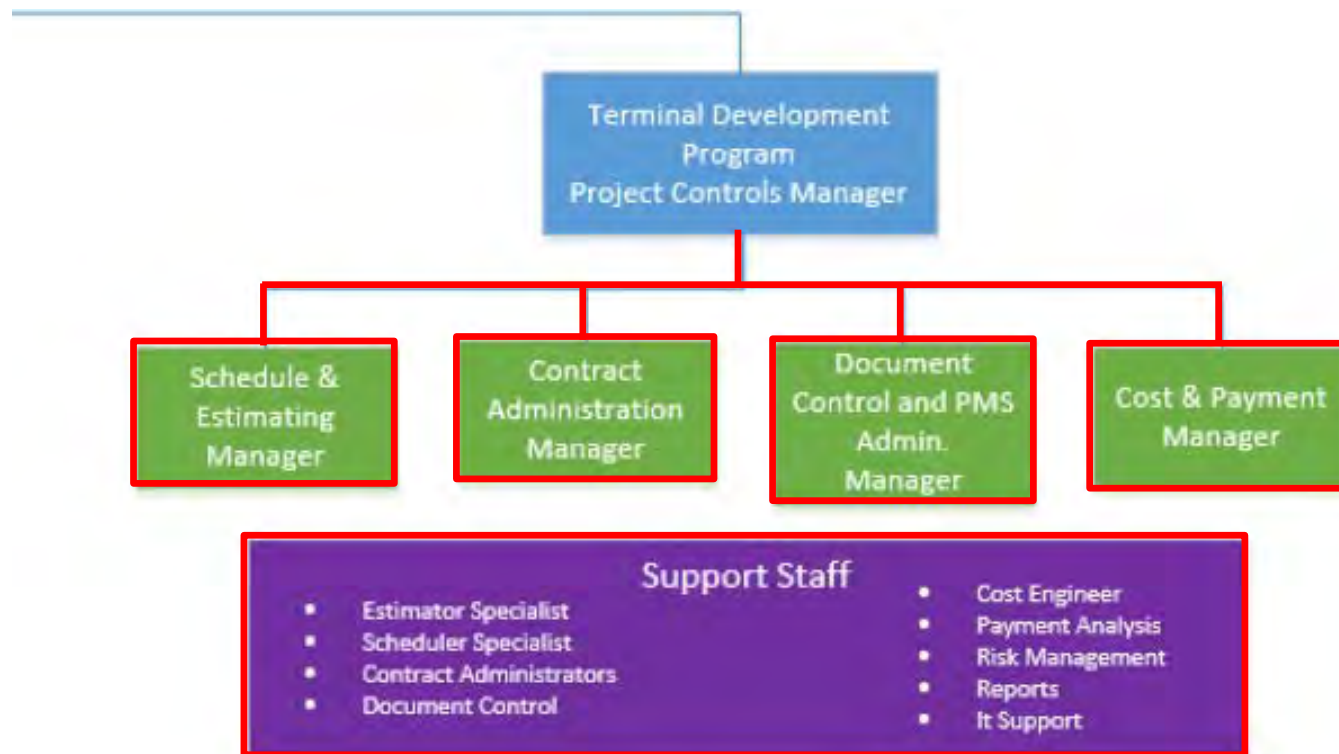 Terminal Development
Program
Project Controls Manager
Schedule &
Estimating
Manager
Contract
Administration
Manager
Document
Control and PMS
Admin.
Manager
Cost & Payment
Manager
Support Staff
• Estimator Specialist
• Scheduler Specialist
• Contract Administrators
• Document Control
• Cost Engineer
• Payment Analysis
• Risk Management
• Reports
• It Support